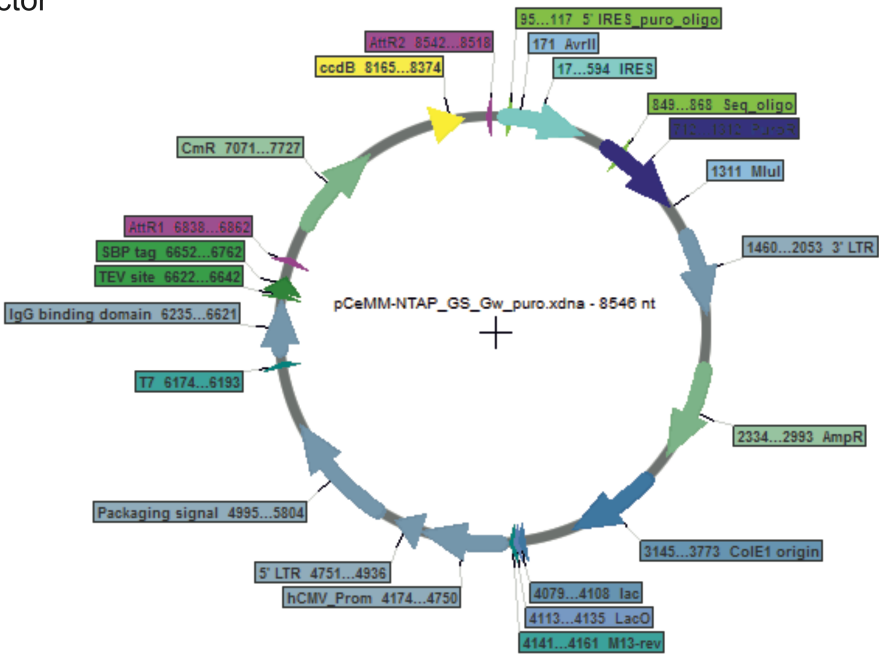 ctor
95...117 5' IRES_puro_oligo
AttR2 8542...8518
171 AvrII
ccdB 8165...8374
17...594 IRES
849...868 Seq_oligo
712...1312 PuroR
CmR 7071...7727
1311 MluI
AttR1 6838...6862
SBP tag 6652...6762
1460...2053 3' LTR
TEV site 6622...6642
pCeMM-NTAP_GS_Gw_puro.xdna - 8546 nt
IgG binding domain 6235...6621
T7 6174...6193
2334...2993 AmpR
Packaging signal 4995...5804
3145...3773 ColE1 origin
5' LTR 4751...4936
4079...4108 lac
hCMV_Prom 4174...4750
4113...4135 LacO
4141...4161 M13-rev